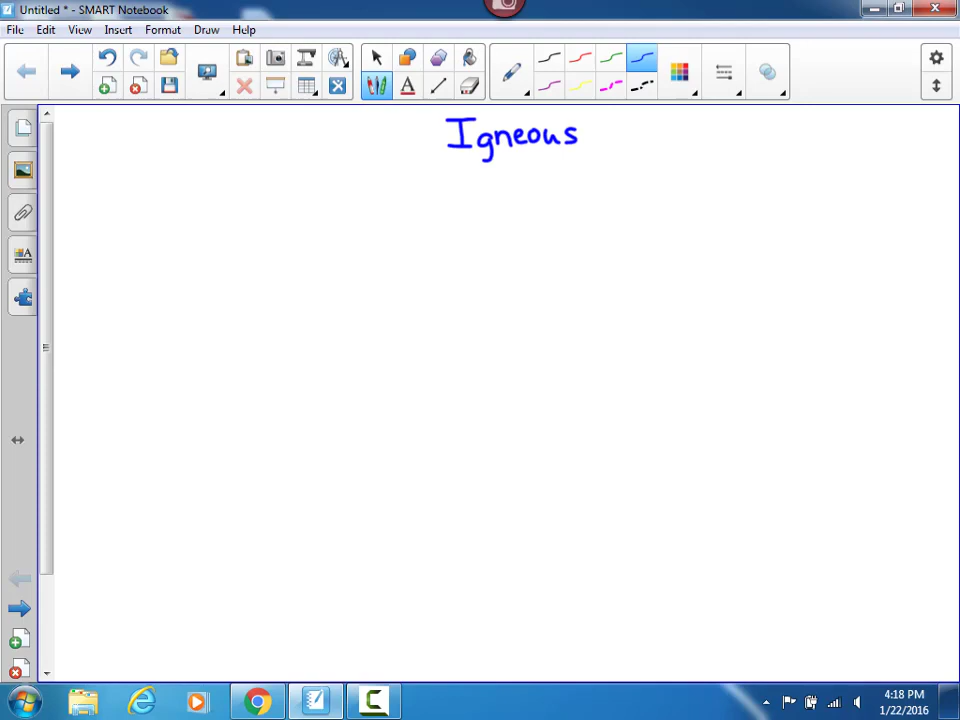 Untitled * - SMART Notebook
File Edit View Insert Format Draw Help
Igneous
4:18 PM
1/22/2016